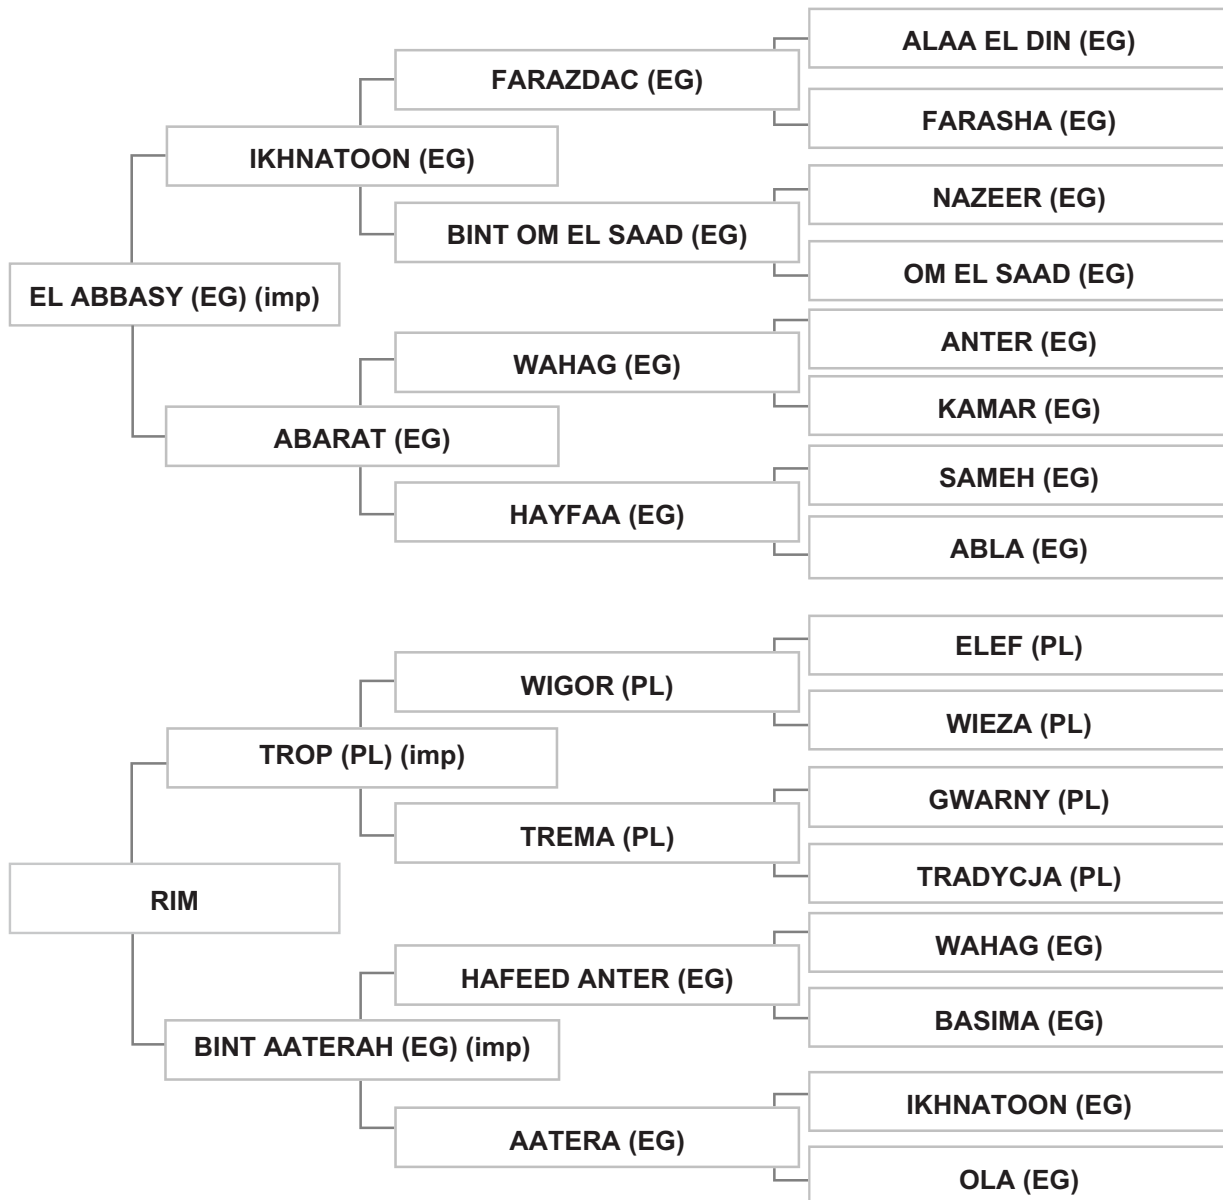 ALAA EL DIN (EG)
FARAZDAC (EG)
FARASHA (EG)
IKHNATOON (EG)
NAZEER (EG)
BINT OM EL SAAD (EG)
OM EL SAAD (EG)
EL ABBASY (EG) (imp)
ANTER (EG)
WAHAG (EG)
KAMAR (EG)
ABARAT (EG)
SAMEH (EG)
HAYFAA (EG)
ABLA (EG)
ELEF (PL)
WIGOR (PL)
WIEZA (PL)
TROP (PL) (imp)
GWARNY (PL)
TREMA (PL)
TRADYCJA (PL)
RIM
WAHAG (EG)
HAFEED ANTER (EG)
BASIMA (EG)
BINT AATERAH (EG) (imp)
IKHNATOON (EG)
AATERA (EG)
OLA (EG)